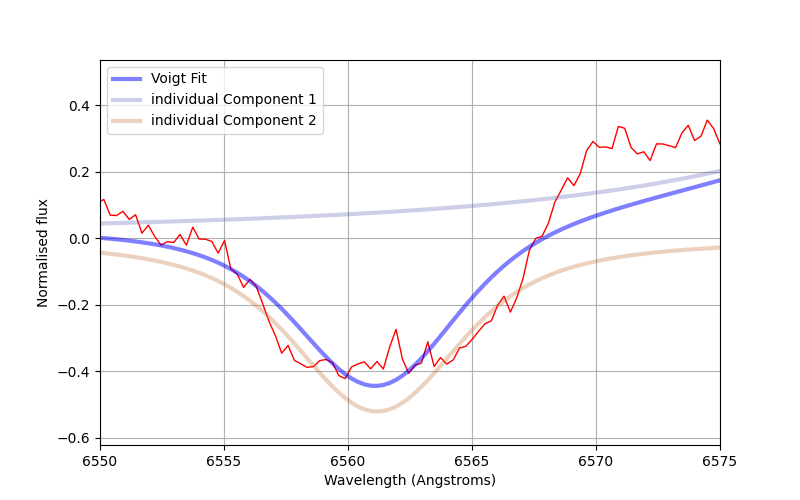 Voigt Fit
individual Component 1
individual Component 2
0.4
0.2
0.0
−0.2
−0.4
−0.6
Normalised flux
6550 6555 6560 6565 6570 6575
Wavelength (Angstroms)